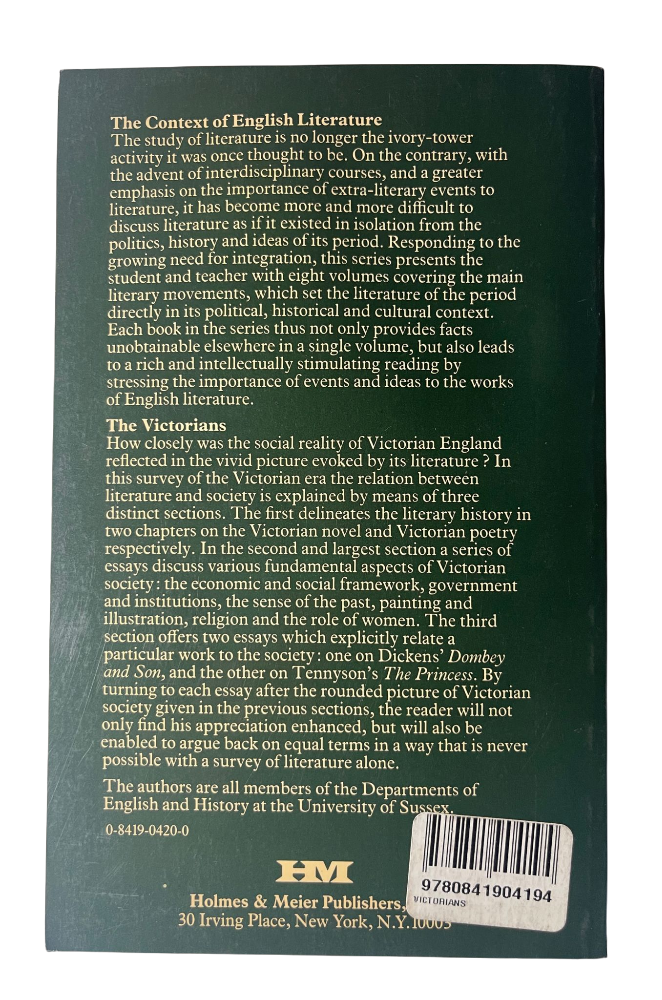 The Context of English Literature
The study of literature is no longer the ivory-tower
activity it was once thought to be. On the contrary, with
the advent of interdisciplinary courses, and a greater
emphasis on the importance of extra-literary events to
literature, it has become more and more difficult to
discuss literature as if it existed in isolation from the
politics, history and ideas of its period. Responding to the
growing need for integration, this series presents the
student and teacher with eight volumes covering the main
literary movements, which set the literature of the period
directly in its political, historical and cultural context.
Each book in the series thus not only provides facts
unobtainable elsewhere in a single volume, but also leads
to a rich and intellectually stimulating reading by
stressing the importance of events and ideas to the works
of English literature.
The Victorians
How closely was the social reality of Victorian England
reflected in the vivid picture evoked by its literature ? In
this survey of the Victorian era the relation between
literature and society is explained by means of three
distinct sections. The first delineates the literary history in
two chapters on the Victorian novel and Victorian poetry
respectively. In the second and largest section a series of
essays discuss various fundamental aspects of Victorian
society : the economic and social framework, government
and institutions, the sense of the past, painting and
illustration, religion and the role of women. The third
section offers two essays which explicitly relate a
particular work to the society : one on Dickens' Dombey
and Son, and the other on Tennyson's The Princess. By
turning to each essay after the rounded picture of Victorian
society given in the previous sections, the reader will not
only find his appreciation enhanced, but will also be
enabled to argue back on equal terms in a way that is never
possible with a survey of literature alone.
The authors are all members of the Departments of
English and History at the University of Sussex.
0-8419-0420-0
HM
Holmes & Meier Publishers,
30 Irving Place, New York, N.Y. 10003
9780841904194
VICTORIANS